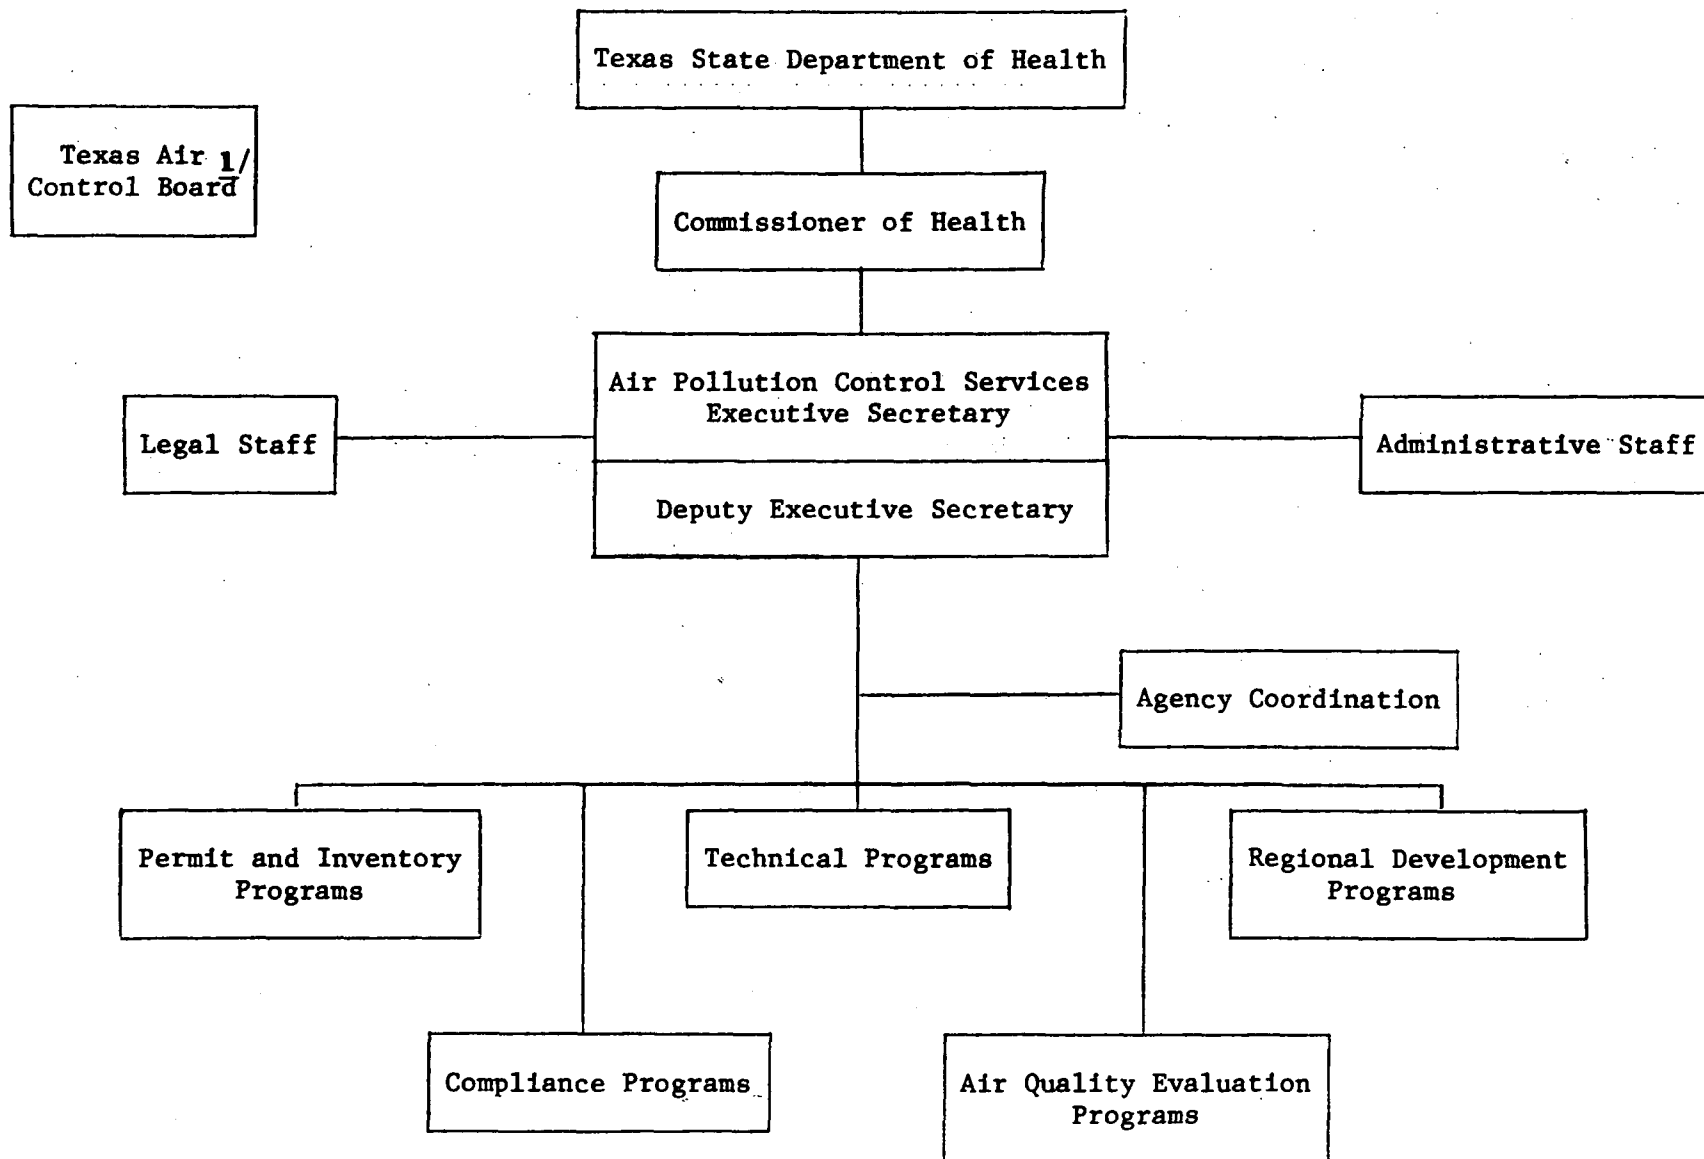 Texas State Department of Health
Texas Air 1/
Control Board
Commissioner of Health
Air Pollution Control Services
Executive Secretary
Legal Staff
Administrative Staff
Deputy Executive Secretary
Agency Coordination
Permit and Inventory
Programs
Technical Programs
Regional Development
Programs
Compliance Programs
Air Quality Evaluation
Programs